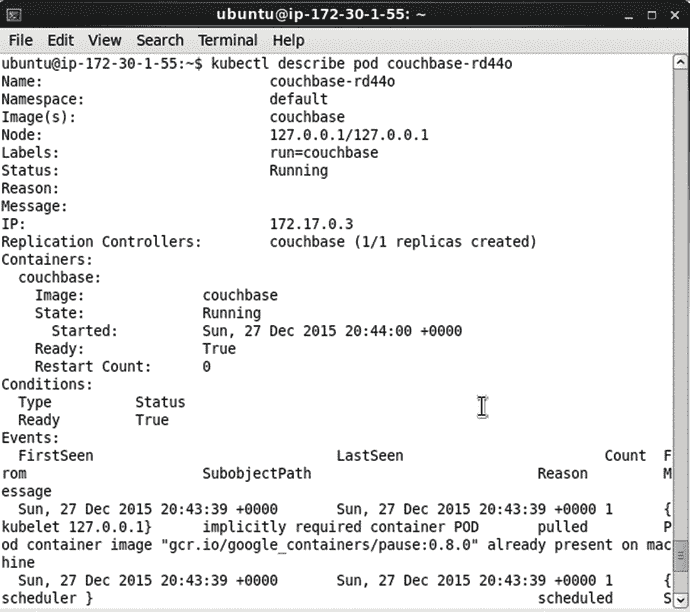 ubuntu@ip-172-30-1-55: ~
File Edit View Search Terminal Help
ubuntu@ip-172-30-1-55:~$ kubectl describe pod couchbase-rd44o
Name: couchbase-rd44o
Namespace: default
Image(s): couchbase
Node: 127.0.0.1/127.0.0.1
Labels: run=couchbase
Status: Running
Reason:
Message:
IP: 172.17.0.3
Replication Controllers: couchbase (1/1 replicas created)
Containers:
couchbase:
Image: couchbase
State: Running
Started: Sun, 27 Dec 2015 20:44:00 +0000
Ready: True
Restart Count: 0
Conditions:
Type Status
Ready True
Events:
FirstSeen LastSeen Count F
rom SubobjectPath Reason M
essage
Sun, 27 Dec 2015 20:43:39 +0000 Sun, 27 Dec 2015 20:43:39 +0000 1 {
kubelet 127.0.0.1} implicitly required container POD pulled P
od container image "gcr.io/google_containers/pause:0.8.0" already present on mac
hine
Sun, 27 Dec 2015 20:43:39 +0000 Sun, 27 Dec 2015 20:43:39 +0000 1 {
scheduler } scheduled S